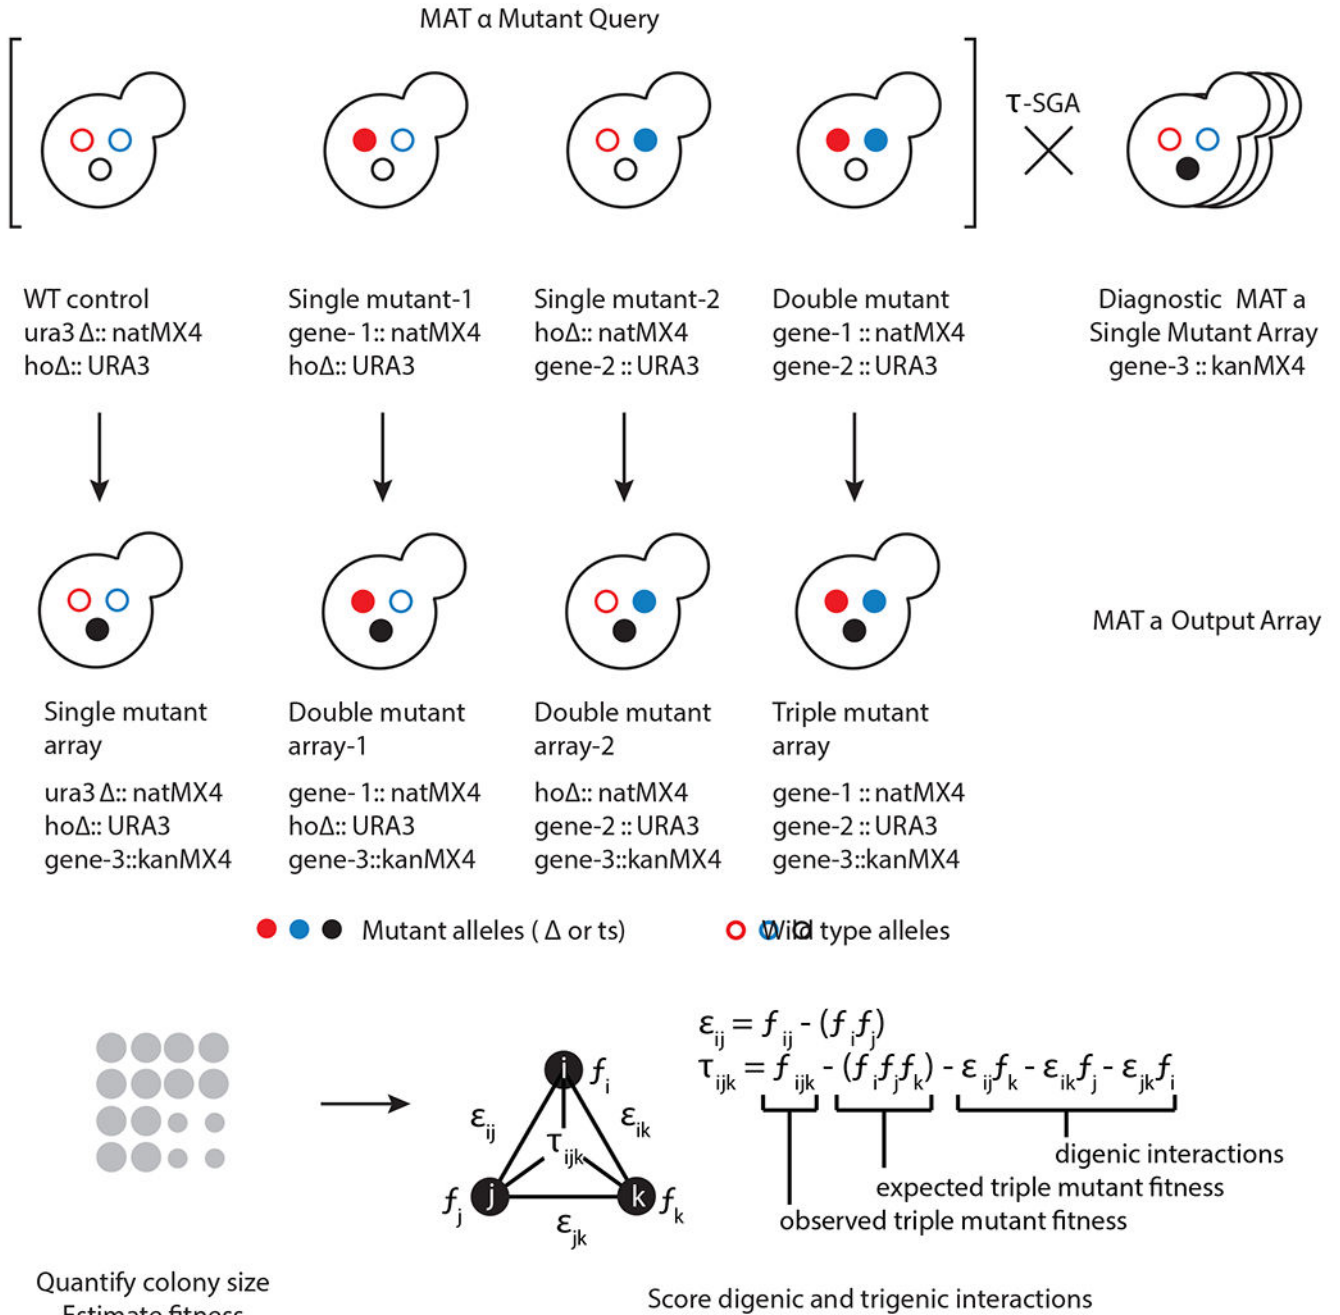 MAT α Mutant Query
τ-SGA
WT control
ura3 Δ:: natMX4
hoΔ:: URA3
Single mutant-1
gene-1:: natMX4
hoΔ:: URA3
Single mutant-2
hoΔ:: natMX4
gene-2 :: URA3
Double mutant
gene-1 :: natMX4
gene-2 :: URA3
Diagnostic MAT a
Single Mutant Array
gene-3 :: kanMX4
MAT a Output Array
Single mutant
array
ura3 Δ:: natMX4
hoΔ:: URA3
gene-3::kanMX4
Double mutant
array-1
gene-1:: natMX4
hoΔ:: URA3
gene-3::kanMX4
Double mutant
array-2
hoΔ:: natMX4
gene-2 :: URA3
gene-3::kanMX4
Triple mutant
array
gene-1 :: natMX4
gene-2 :: URA3
gene-3::kanMX4
Mutant alleles ( Δ or ts)
Wild type alleles
i f_i
ε_ij ε_ik
τ_ijk
f_j j k f_k
ε_jk
ε_ij = f_ij - (f_i f_j)
τ_ijk = f_ijk - (f_i f_j f_k) - ε_ij f_k - ε_ik f_j - ε_jk f_i
digenic interactions
expected triple mutant fitness
observed triple mutant fitness
Quantify colony size
Estimate fitness
Score digenic and trigenic interactions